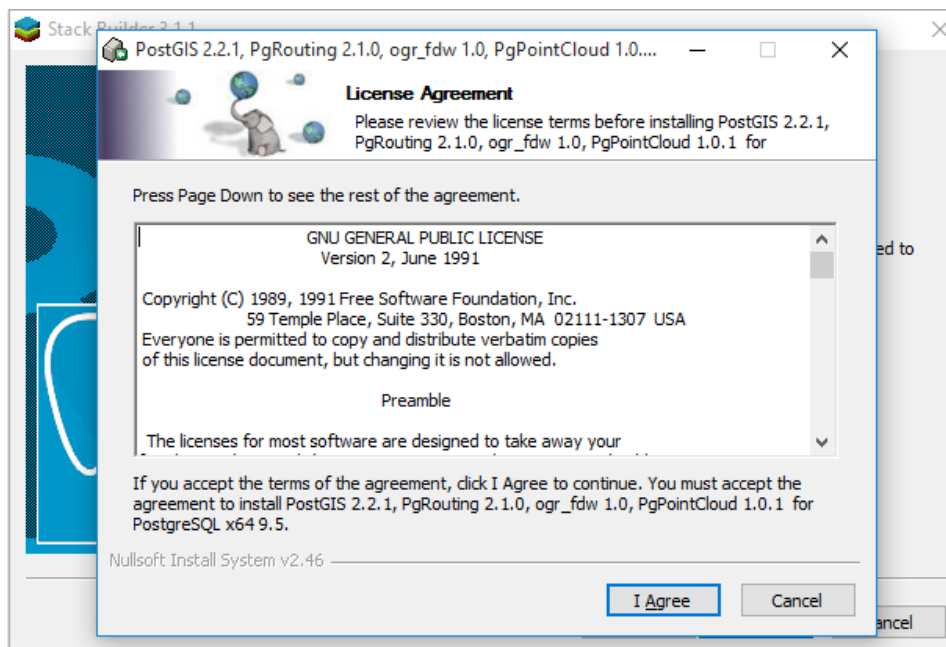 Stack Builder 3.1.1
PostGIS 2.2.1, PgRouting 2.1.0, ogr_fdw 1.0, PgPointCloud 1.0....
License Agreement
Please review the license terms before installing PostGIS 2.2.1,
PgRouting 2.1.0, ogr_fdw 1.0, PgPointCloud 1.0.1 for
Press Page Down to see the rest of the agreement.
GNU GENERAL PUBLIC LICENSE
Version 2, June 1991
Copyright (C) 1989, 1991 Free Software Foundation, Inc.
59 Temple Place, Suite 330, Boston, MA 02111-1307 USA
Everyone is permitted to copy and distribute verbatim copies
of this license document, but changing it is not allowed.
Preamble
The licenses for most software are designed to take away your
ed to
If you accept the terms of the agreement, click I Agree to continue. You must accept the
agreement to install PostGIS 2.2.1, PgRouting 2.1.0, ogr_fdw 1.0, PgPointCloud 1.0.1 for
PostgreSQL x64 9.5.
Nullsoft Install System v2.46
I Agree
Cancel
ancel